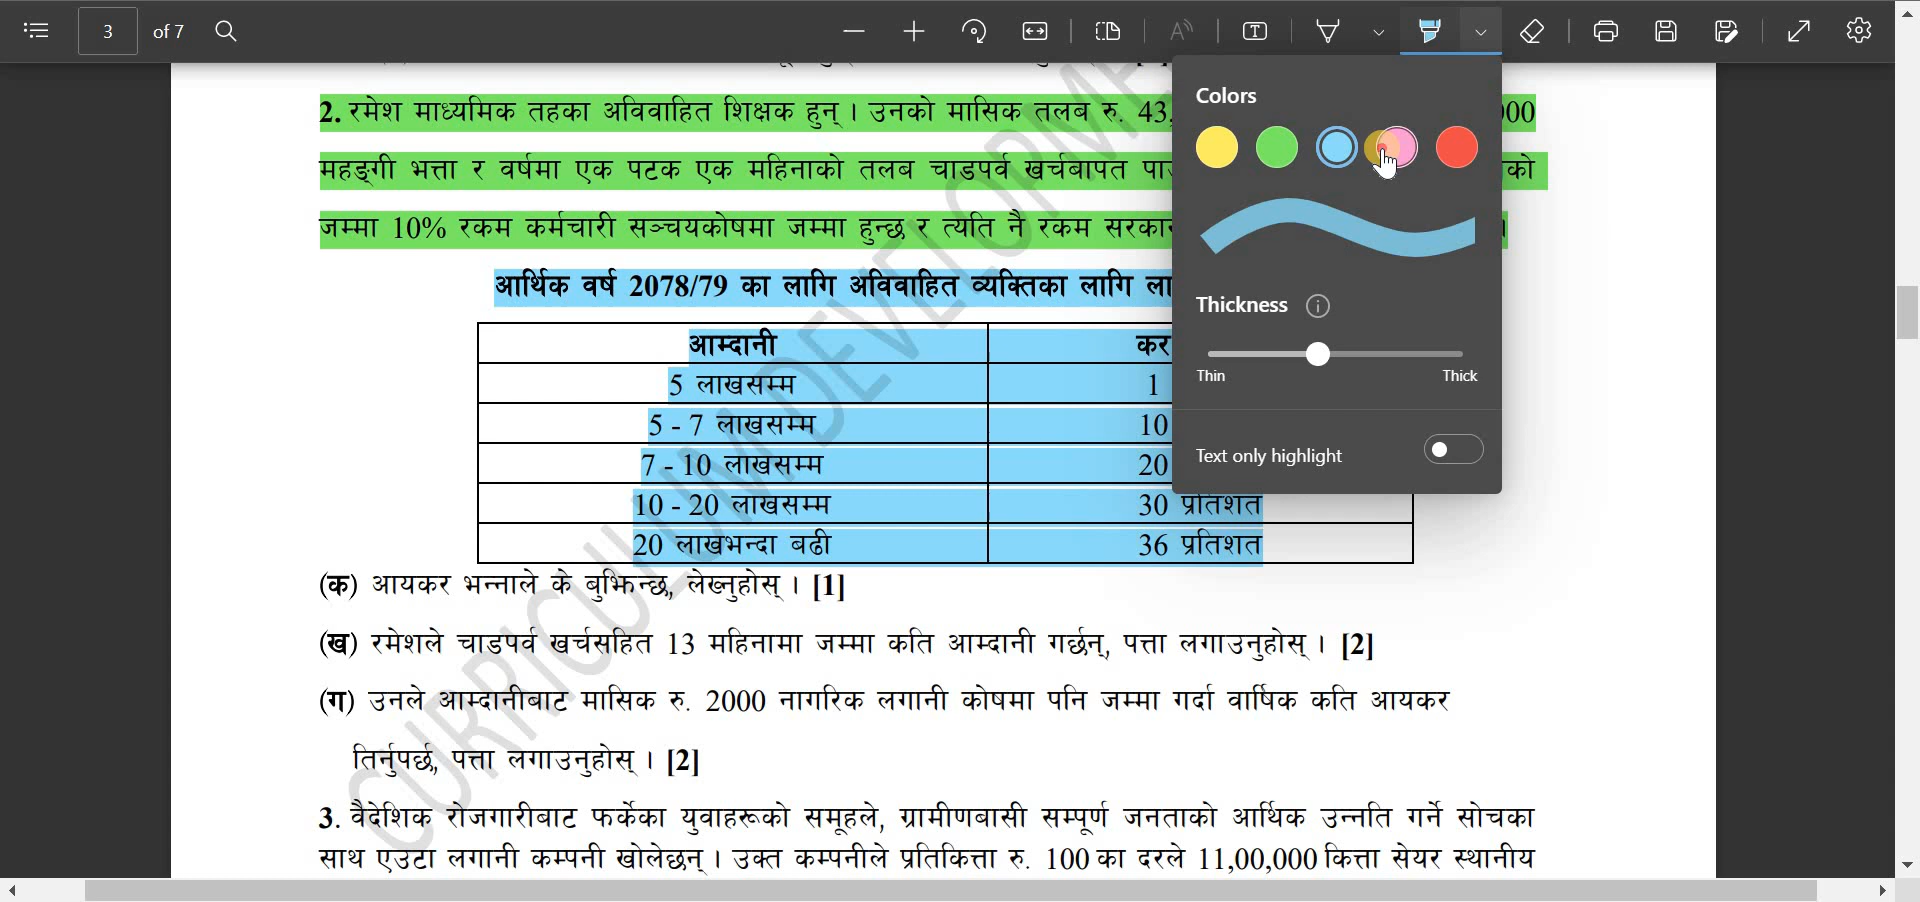 3 of 7
2. रमेश माध्यमिक तहका अविवाहित शिक्षक हुन् । उनको मासिक तलब रु. 43, 000
महङ्गी भत्ता र वर्षमा एक पटक एक महिनाको तलब चाडपर्व खर्चबापत को
जम्मा 10% रकम कर्मचारी सञ्चयकोषमा जम्मा हुन्छ र त्यति नै रकम
आर्थिक वर्ष 2078/79 का लागि अविवाहित व्यक्तिका लागि
आम्दानी कर
5 लाखसम्म 1
5 - 7 लाखसम्म 10
7 - 10 लाखसम्म 20
10 - 20 लाखसम्म 30 प्रतिशत
20 लाखभन्दा बढी 36 प्रतिशत
(क) आयकर भन्नाले के बुझिन्छ, लेख्नुहोस् । [1]
(ख) रमेशले चाडपर्व खर्चसहित 13 महिनामा जम्मा कति आम्दानी गर्छन्, पत्ता लगाउनुहोस् । [2]
(ग) उनले आम्दानीबाट मासिक रु. 2000 नागरिक लगानी कोषमा पनि जम्मा गर्दा वार्षिक कति आयकर
तिर्नुपर्छ, पत्ता लगाउनुहोस् । [2]
3. वैदेशिक रोजगारीबाट फर्केका युवाहरूको समूहले, ग्रामीणबासी सम्पूर्ण जनताको आर्थिक उन्नति गर्ने सोचका
साथ एउटा लगानी कम्पनी खोलेछन् । उक्त कम्पनीले प्रतिकित्ता रु. 100 का दरले 11,00,000 कित्ता सेयर स्थानीय
CURRICULUM DEVELOPME
Colors
Thickness
Thin Thick
Text only highlight